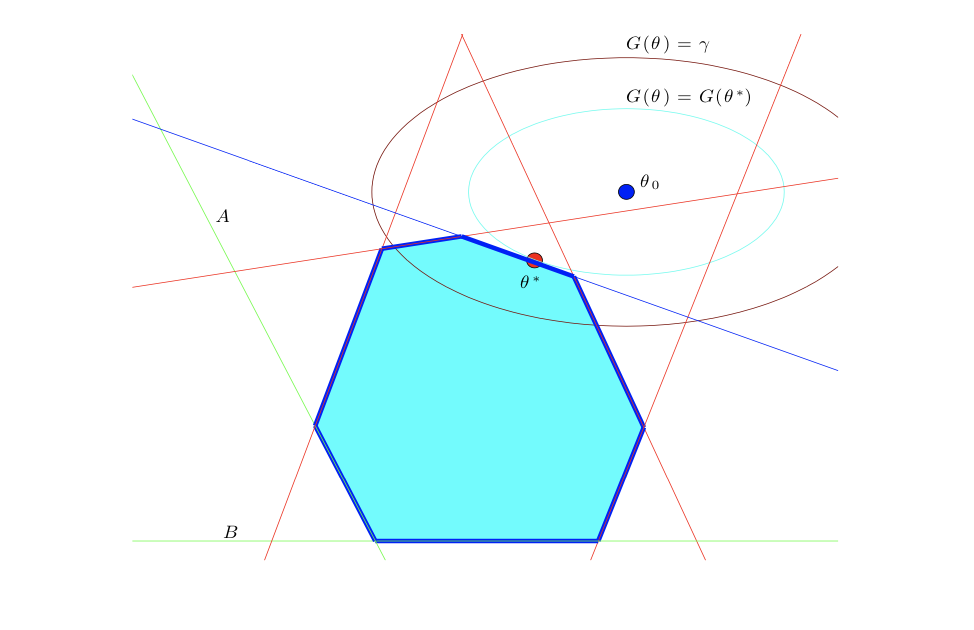 G(θ) = γ
G(θ) = G(θ*)
θ₀
A
θ*
B